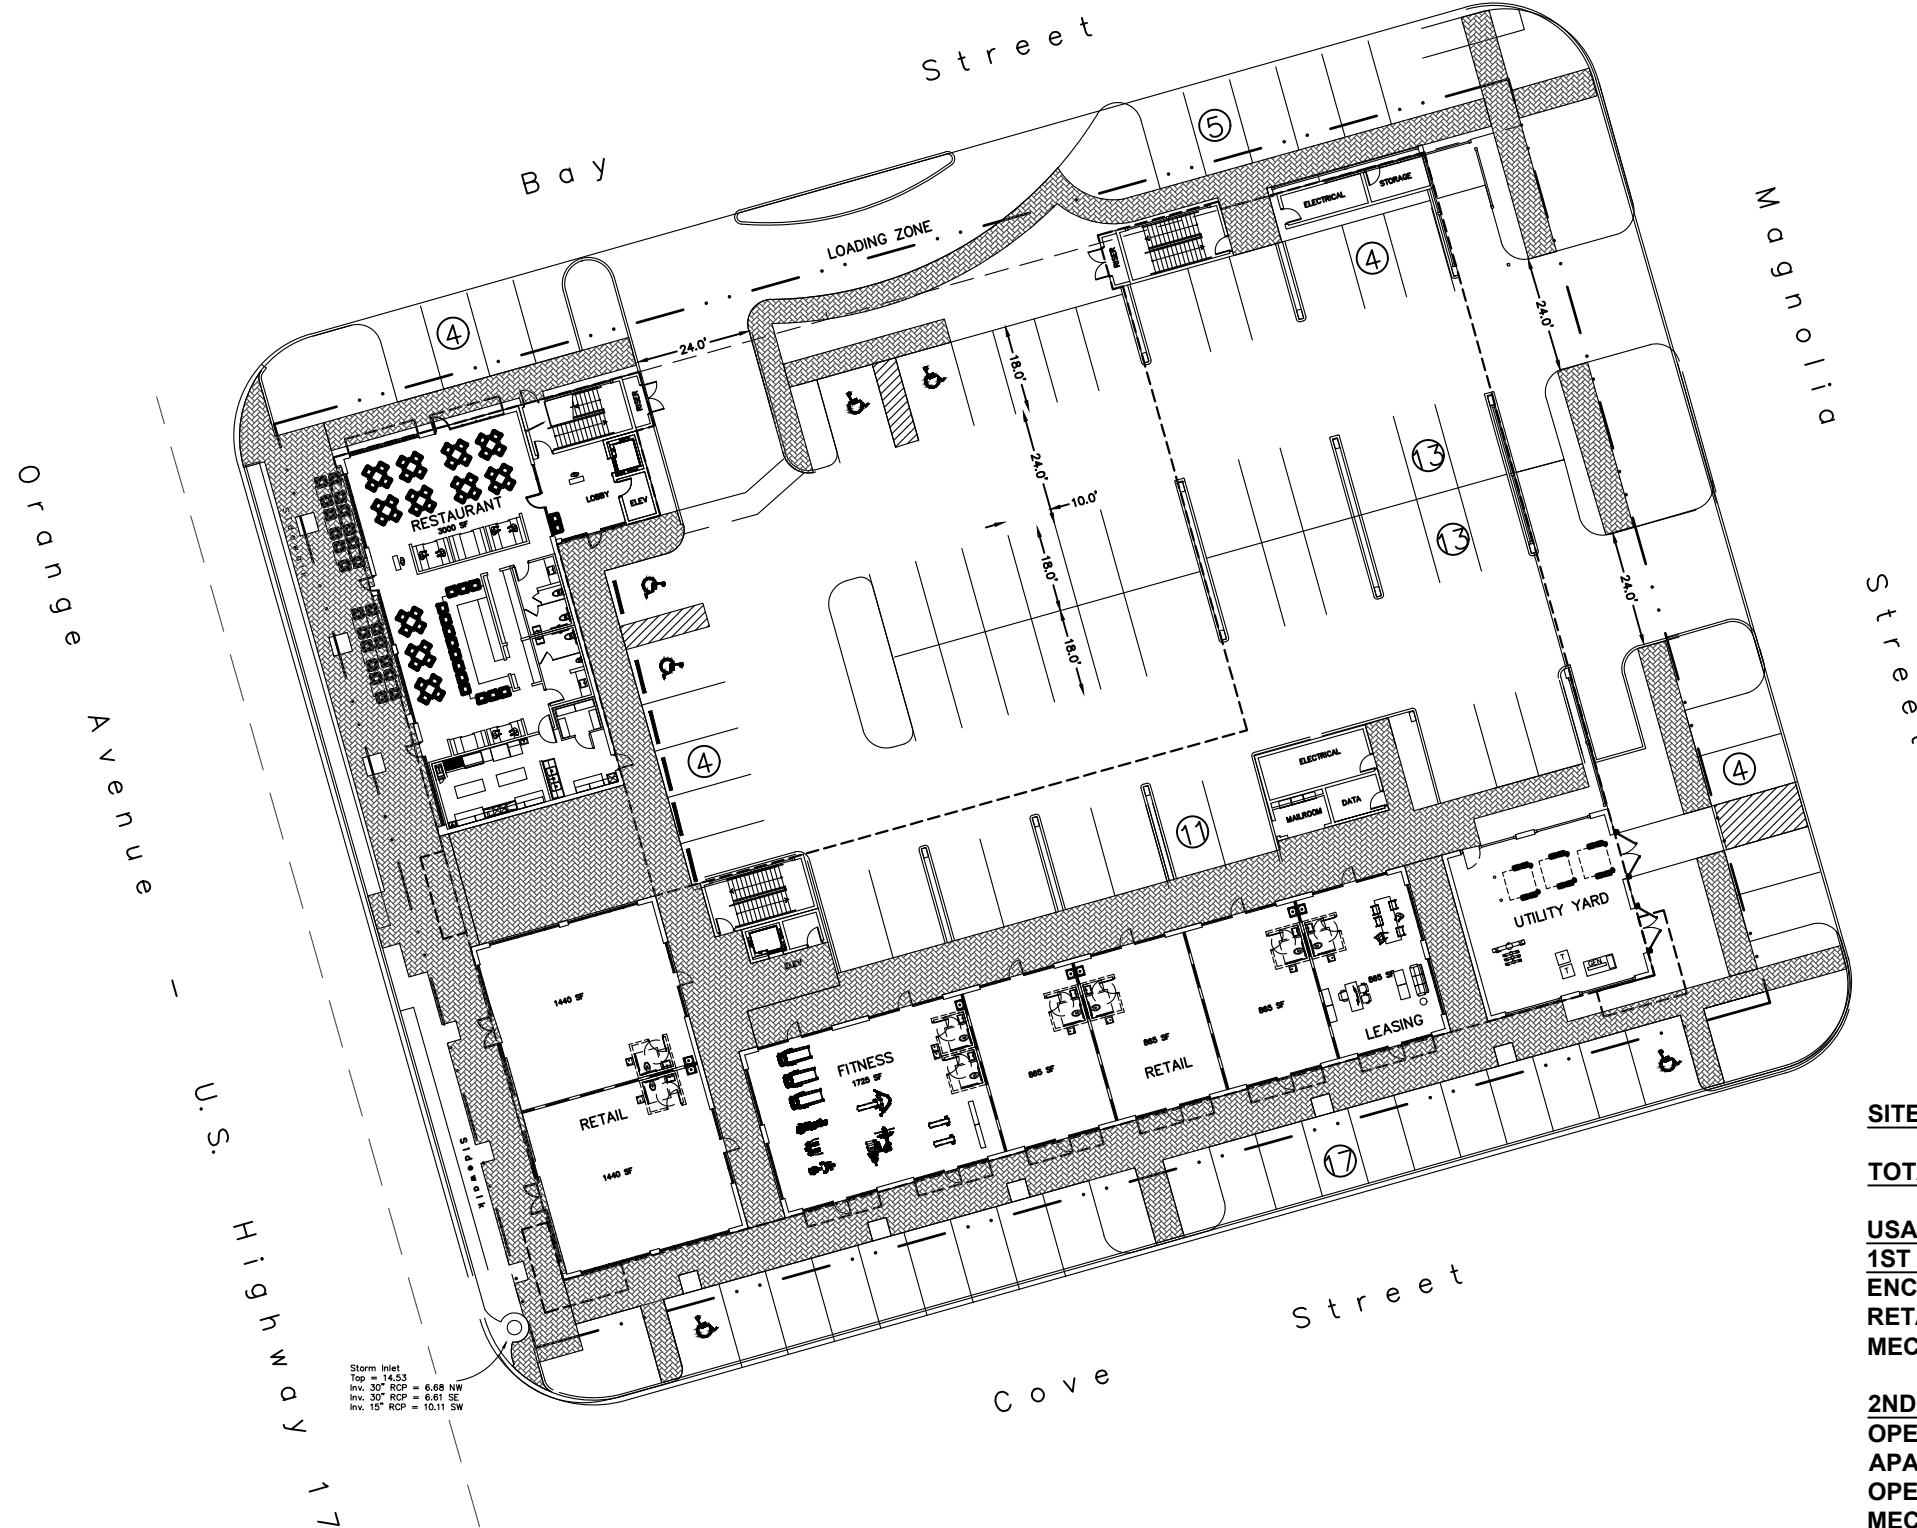 Bay Street
Orange Avenue – U.S. Highway 17
Magnolia Street
Cove Street
5
4
LOADING ZONE
24.0'
ELECTRICAL
STORAGE
RISER
4
24.0'
RISER
RESTAURANT
3000 SF
LOBBY
ELEV
18.0'
24.0'
10.0'
18.0'
18.0'
13
13
24.0'
4
11
ELECTRICAL
MAILROOM
DATA
4
ELEV
1440 SF
RETAIL
1440 SF
FITNESS
1725 SF
865 SF
865 SF
RETAIL
865 SF
865 SF
LEASING
UTILITY YARD
T
T
GEN
17
Sidewalk
Storm Inlet
Top = 14.53
Inv. 30" RCP = 6.68 NW
Inv. 30" RCP = 6.61 SE
Inv. 15" RCP = 10.11 SW
SITE
TOT
USA
1ST
ENC
RETA
MEC
2ND
OPE
APA
OPE
MEC